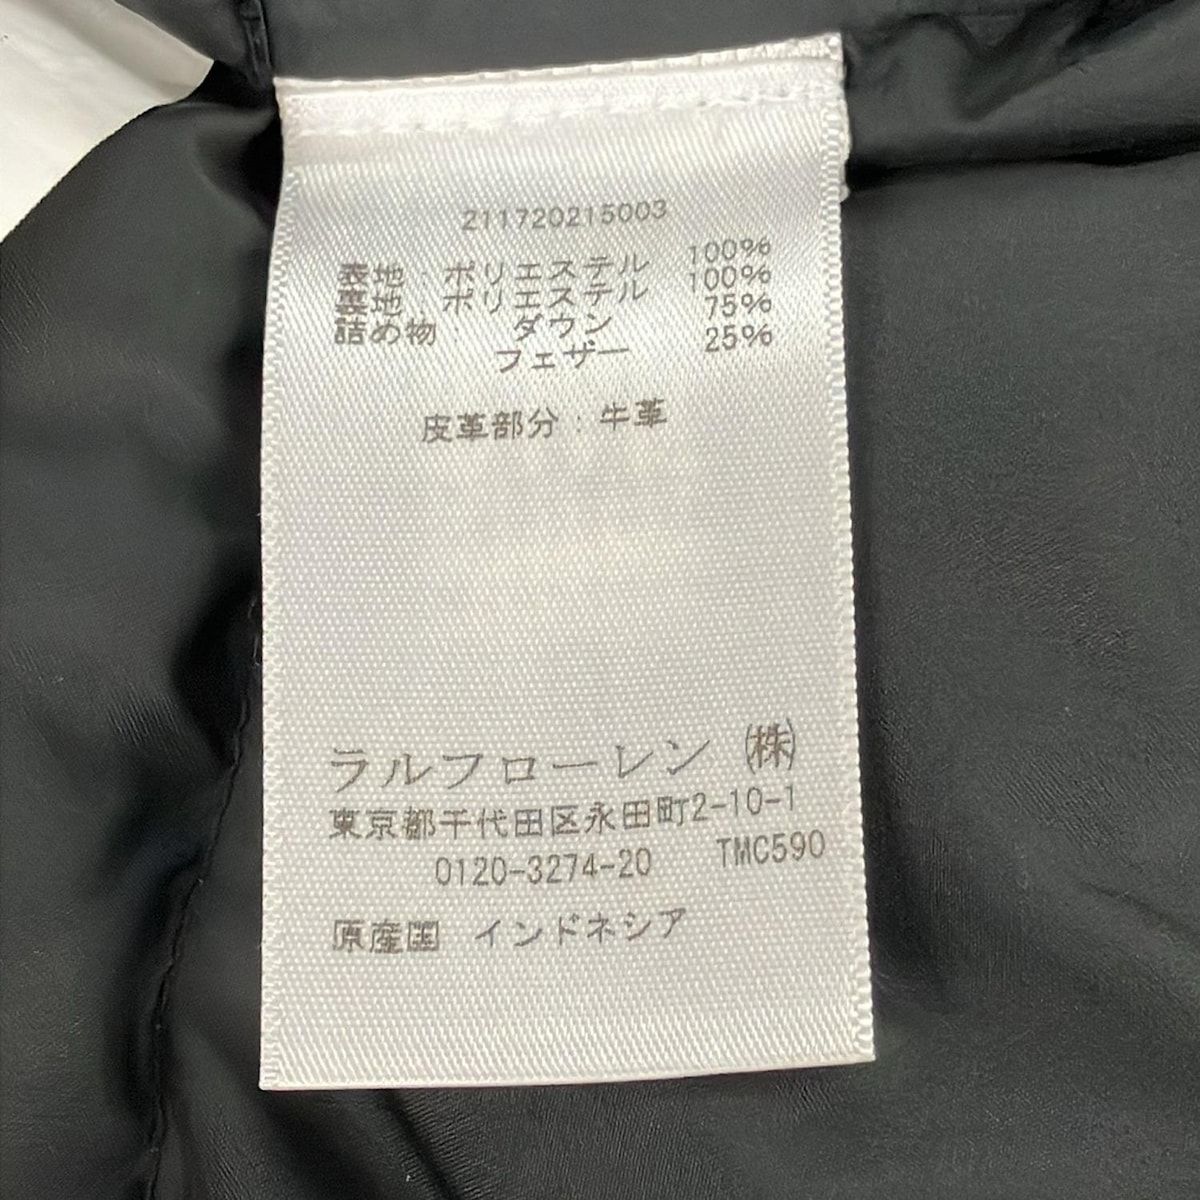 211720215003
表地：ポリエステル 100%
裏地：ポリエステル 100%
詰め物：ダウン 75%
フェザー 25%
皮革部分：牛革
ラルフローレン ㈱
東京都千代田区永田町2-10-1
0120-3274-20 TMC590
原産国 インドネシア